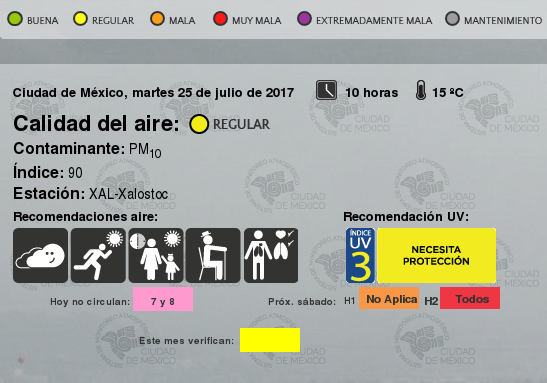 BUENA REGULAR MALA MUY MALA EXTREMADAMENTE MALA MANTENIMIENTO
Ciudad de México, martes 25 de julio de 2017 10 horas 15 ºC
Calidad del aire: REGULAR
Contaminante: PM10
Índice: 90
Estación: XAL-Xalostoc
Recomendaciones aire: Recomendación UV:
ÍNDICE
UV
3
NECESITA
PROTECCIÓN
Hoy no circulan: 7 y 8 Próx. sábado: H1 No Aplica H2 Todos
Este mes verifican: